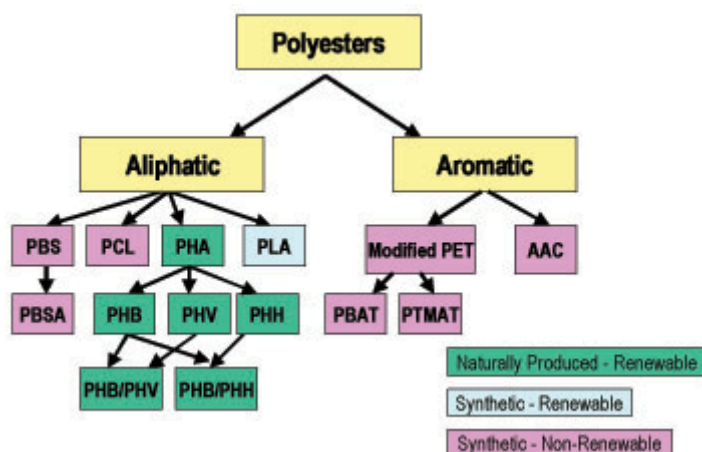 Polyesters
Aliphatic
Aromatic
PBS
PCL
PHA
PLA
Modified PET
AAC
PBSA
PHB
PHV
PHH
PBAT
PTMAT
PHB/PHV
PHB/PHH
Naturally Produced - Renewable
Synthetic - Renewable
Synthetic - Non-Renewable